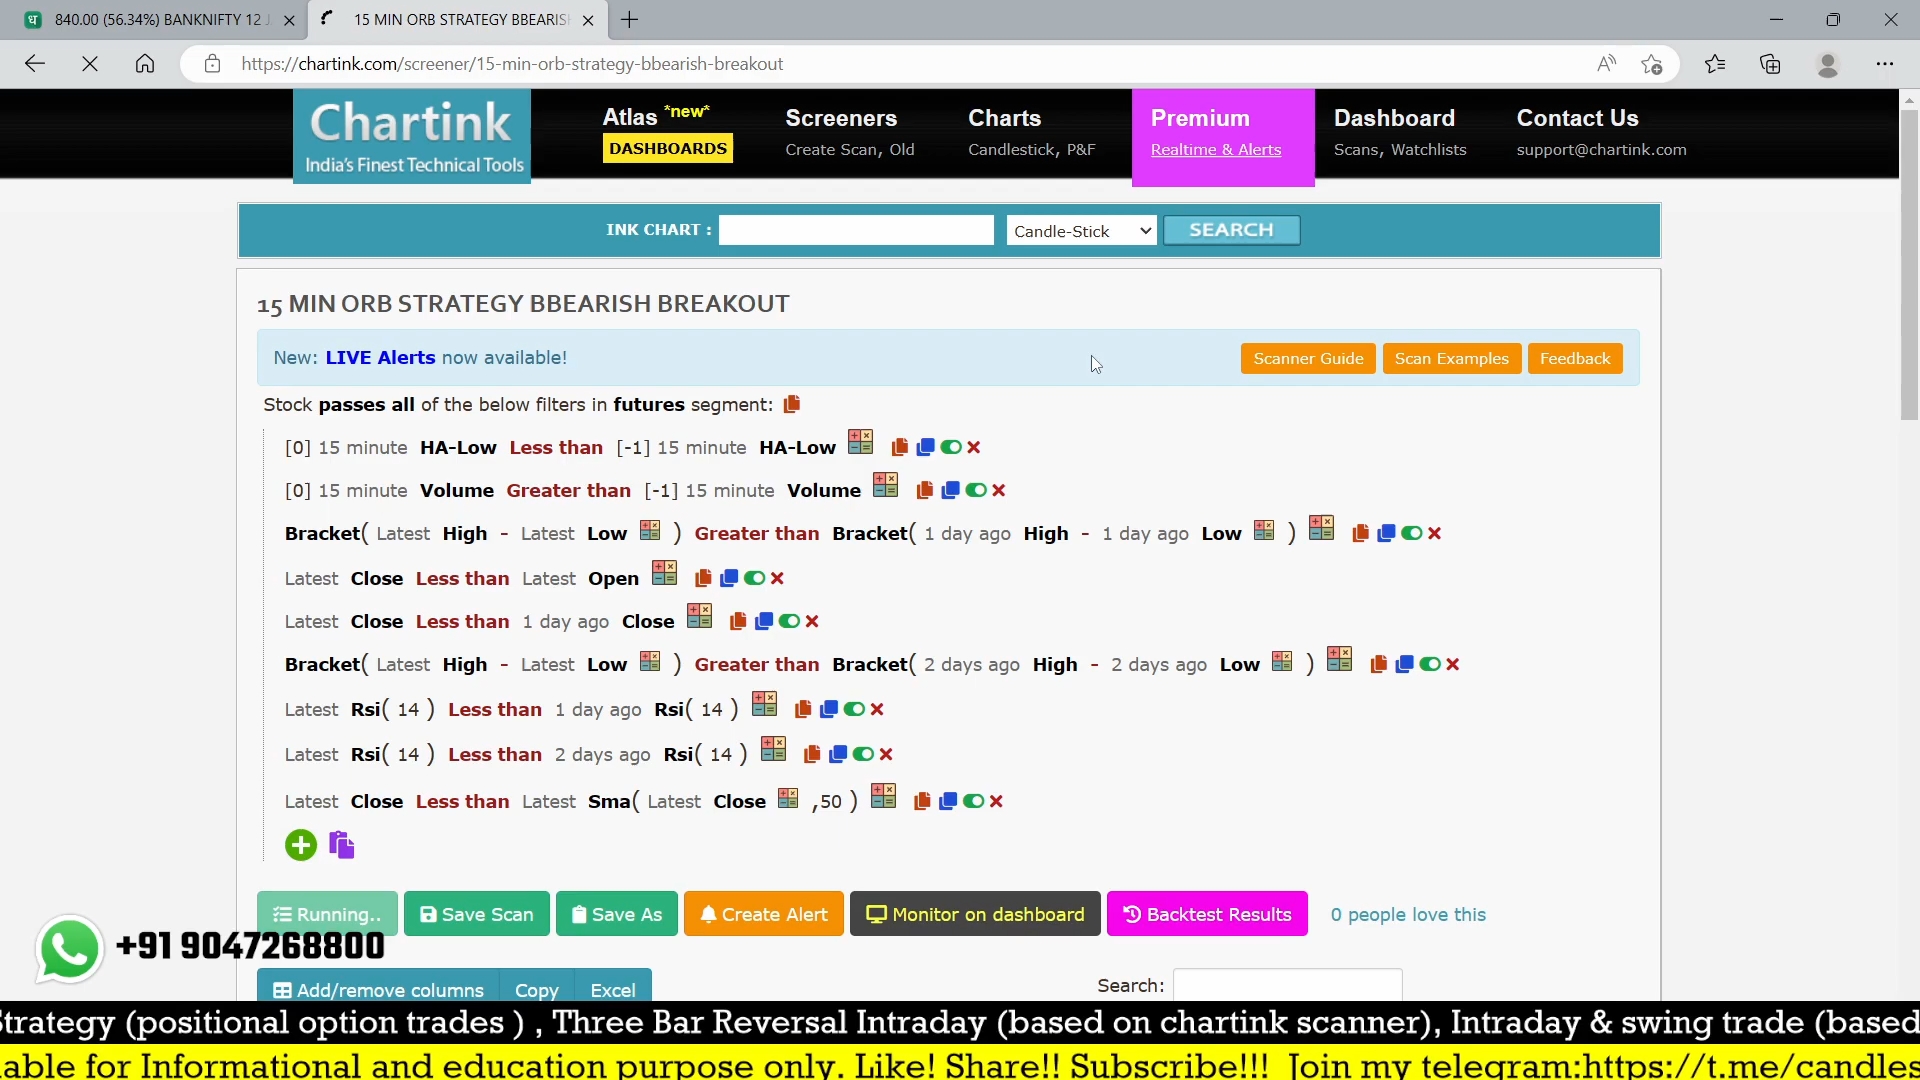 840.00 (56.34%) BANKNIFTY 12 J
15 MIN ORB STRATEGY BBEARISH
https://chartink.com/screener/15-min-orb-strategy-bbearish-breakout
Chartink
India's Finest Technical Tools
Atlas *new*
DASHBOARDS
Screeners
Create Scan, Old
Charts
Candlestick, P&F
Premium
Realtime & Alerts
Dashboard
Scans, Watchlists
Contact Us
support@chartink.com
INK CHART :
Candle-Stick
SEARCH
15 MIN ORB STRATEGY BBEARISH BREAKOUT
New: LIVE Alerts now available!
Scanner Guide
Scan Examples
Feedback
Stock passes all of the below filters in futures segment:
[0] 15 minute HA-Low Less than [-1] 15 minute HA-Low
[0] 15 minute Volume Greater than [-1] 15 minute Volume
Bracket( Latest High - Latest Low ) Greater than Bracket( 1 day ago High - 1 day ago Low )
Latest Close Less than Latest Open
Latest Close Less than 1 day ago Close
Bracket( Latest High - Latest Low ) Greater than Bracket( 2 days ago High - 2 days ago Low )
Latest Rsi( 14 ) Less than 1 day ago Rsi( 14 )
Latest Rsi( 14 ) Less than 2 days ago Rsi( 14 )
Latest Close Less than Latest Sma( Latest Close ,50 )
Running..
Save Scan
Save As
Create Alert
Monitor on dashboard
Backtest Results
0 people love this
+91 9047268800
Add/remove columns
Copy
Excel
Search:
trategy (positional option trades ) , Three Bar Reversal Intraday (based on chartink scanner), Intraday & swing trade (based
able for Informational and education purpose only. Like! Share!! Subscribe!!! Join my telegram:https://t.me/candles